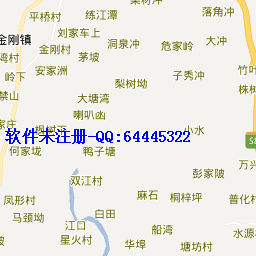 平桥村
练江潭
落角冲
刘家车上
金刚镇
洞泉冲
危家岭
大冲
金刚村
茅坡
湾村
安家洲
岭下
子秀冲
竹
梨树坳
株树
禁山
大塘湾
喇叭凼
软件未注册-QQ:64445322
小水
何家垅
鸭子塘
万兴
双江村
彭家陂
麻石
桐梓坪
凤形村
普化村
白田
马颈坳
江口
船湾
水源
星火村
华埠
塘坊村